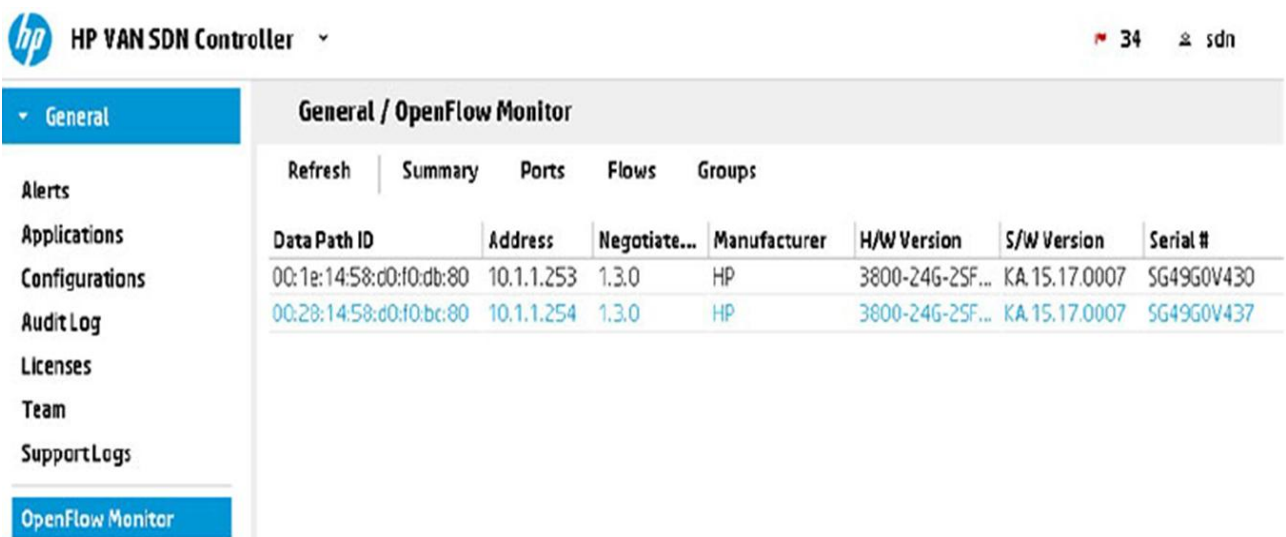 hp HP VAN SDN Controller 34 sdn
General
General / OpenFlow Monitor
Refresh Summary Ports Flows Groups
Alerts
Applications
Configurations
Audit Log
Licenses
Team
Support Logs
OpenFlow Monitor
Data Path ID Address Negotiate... Manufacturer H/W Version S/W Version Serial #
00:1e:14:58:d0:f0:db:80 10.1.1.253 1.3.0 HP 3800-24G-2SF... KA.15.17.0007 SG49G0V430
00:28:14:58:d0:f0:bc:80 10.1.1.254 1.3.0 HP 3800-24G-2SF... KA.15.17.0007 SG49G0V437